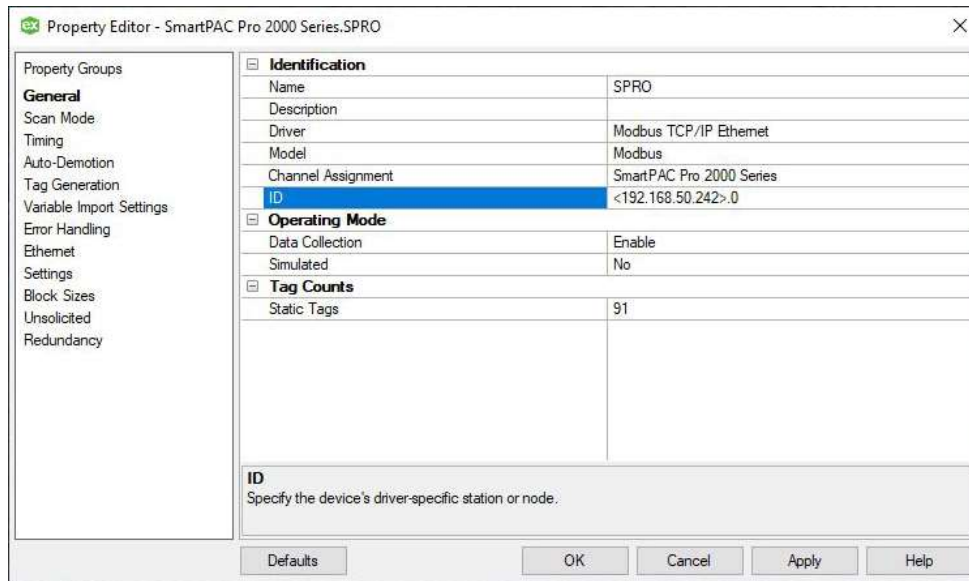 ex Property Editor - SmartPAC Pro 2000 Series.SPRO
Property Groups
General
Scan Mode
Timing
Auto-Demotion
Tag Generation
Variable Import Settings
Error Handling
Ethernet
Settings
Block Sizes
Unsolicited
Redundancy
Identification
Name SPRO
Description
Driver Modbus TCP/IP Ethernet
Model Modbus
Channel Assignment SmartPAC Pro 2000 Series
ID <192.168.50.242>.0
Operating Mode
Data Collection Enable
Simulated No
Tag Counts
Static Tags 91
ID
Specify the device's driver-specific station or node.
Defaults OK Cancel Apply Help